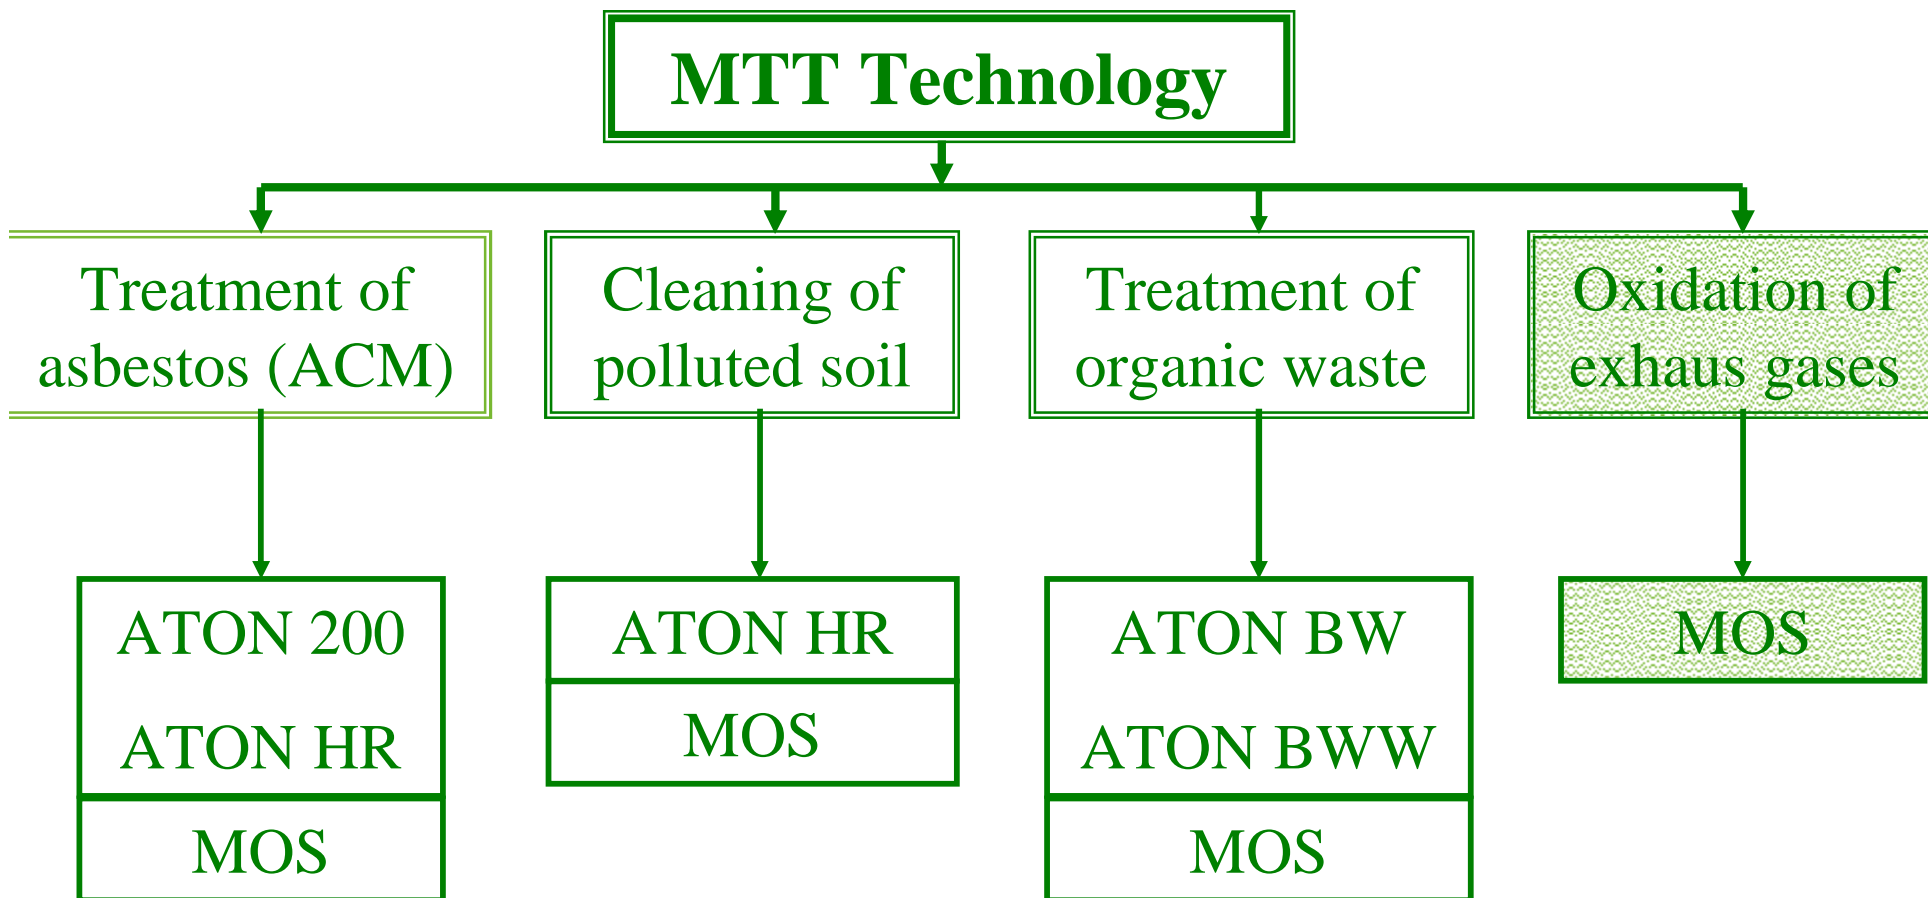 MTT Technology
Treatment of
asbestos (ACM)
Cleaning of
polluted soil
Treatment of
organic waste
Oxidation of
exhaus gases
ATON 200
ATON HR
MOS
ATON HR
MOS
ATON BW
ATON BWW
MOS
MOS